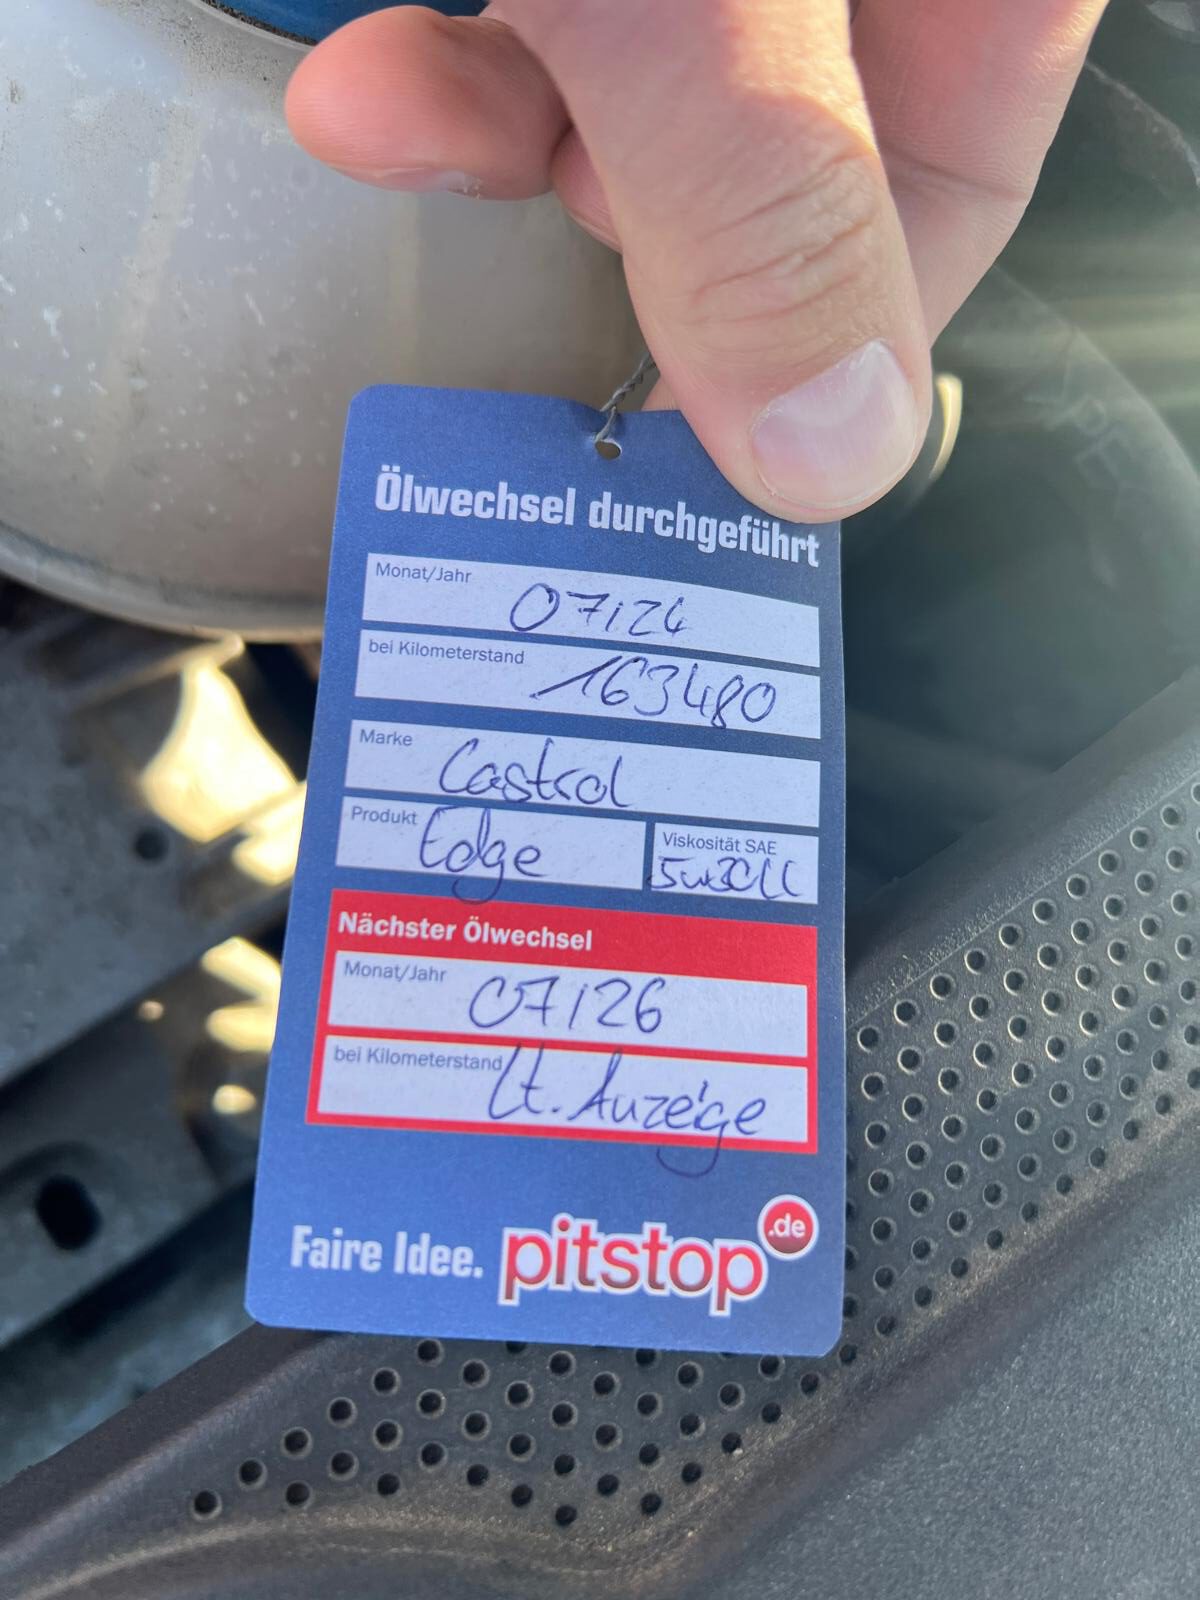 Ölwechsel durchgeführt
Monat/Jahr 07/24
bei Kilometerstand 163480
Marke Castrol
Produkt Edge
Viskosität SAE 5w30LL
Nächster Ölwechsel
Monat/Jahr 07/26
bei Kilometerstand Lt. Anzeige
Faire Idee. pitstop.de